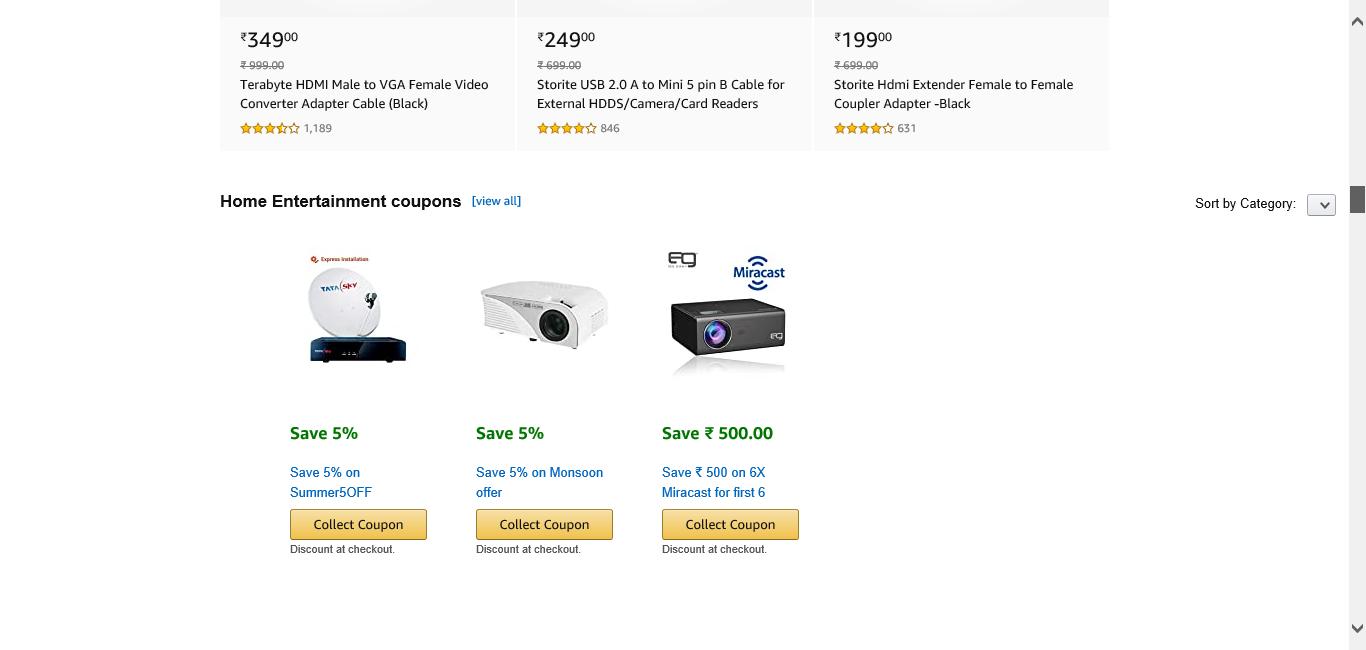 ₹34900
₹ 999.00
Terabyte HDMI Male to VGA Female Video
Converter Adapter Cable (Black)
1,189
₹24900
₹ 699.00
Storite USB 2.0 A to Mini 5 pin B Cable for
External HDDS/Camera/Card Readers
846
₹19900
₹ 699.00
Storite Hdmi Extender Female to Female
Coupler Adapter -Black
631
Home Entertainment coupons [view all]
Sort by Category:
Express Installation
TATA SKY
Save 5%
Save 5% on
Summer5OFF
Collect Coupon
Discount at checkout.
Save 5%
Save 5% on Monsoon
offer
Collect Coupon
Discount at checkout.
EG
Miracast
Save ₹ 500.00
Save ₹ 500 on 6X
Miracast for first 6
Collect Coupon
Discount at checkout.